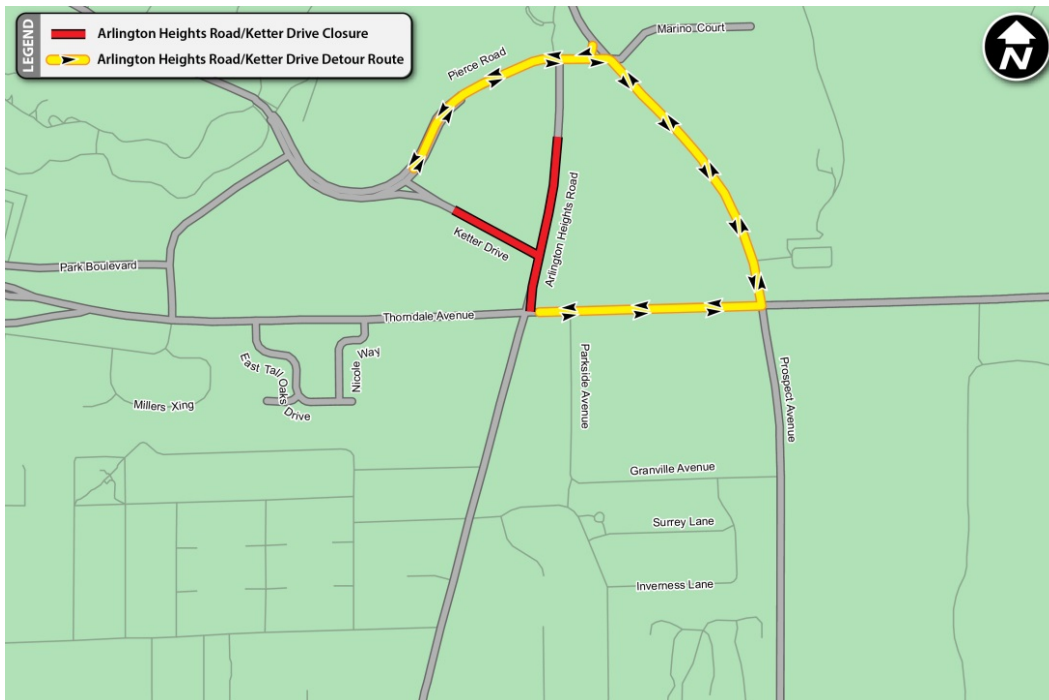 LEGEND
Arlington Heights Road/Ketter Drive Closure
Arlington Heights Road/Ketter Drive Detour Route
N
Marino Court
Pierce Road
Arlington Heights Road
Ketter Drive
Park Boulevard
Thorndale Avenue
East Tall Oaks
Drive
Nicole Way
Millers Xing
Parkside Avenue
Prospect Avenue
Granville Avenue
Surrey Lane
Inverness Lane